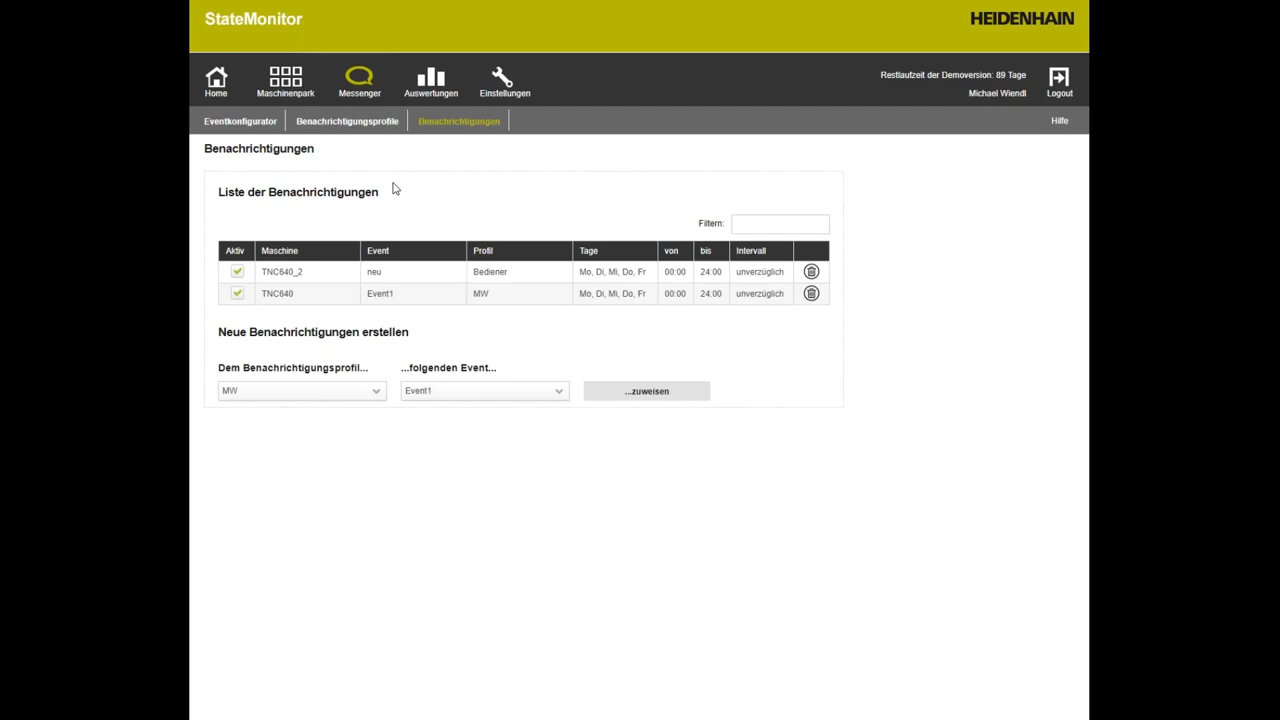 StateMonitor HEIDENHAIN
Home Maschinenpark Messenger Auswertungen Einstellungen
Restlaufzeit der Demoversion: 89 Tage
Michael Wiendl
Logout
Eventkonfigurator Benachrichtigungsprofile Benachrichtigungen Hilfe
Benachrichtigungen
Liste der Benachrichtigungen
Filtern:
Aktiv Maschine Event Profil Tage von bis Intervall
TNC640_2 neu Bediener Mo, Di, Mi, Do, Fr 00:00 24:00 unverzüglich
TNC640 Event1 MW Mo, Di, Mi, Do, Fr 00:00 24:00 unverzüglich
Neue Benachrichtigungen erstellen
Dem Benachrichtigungsprofil... ...folgenden Event...
MW Event1 ...zuweisen